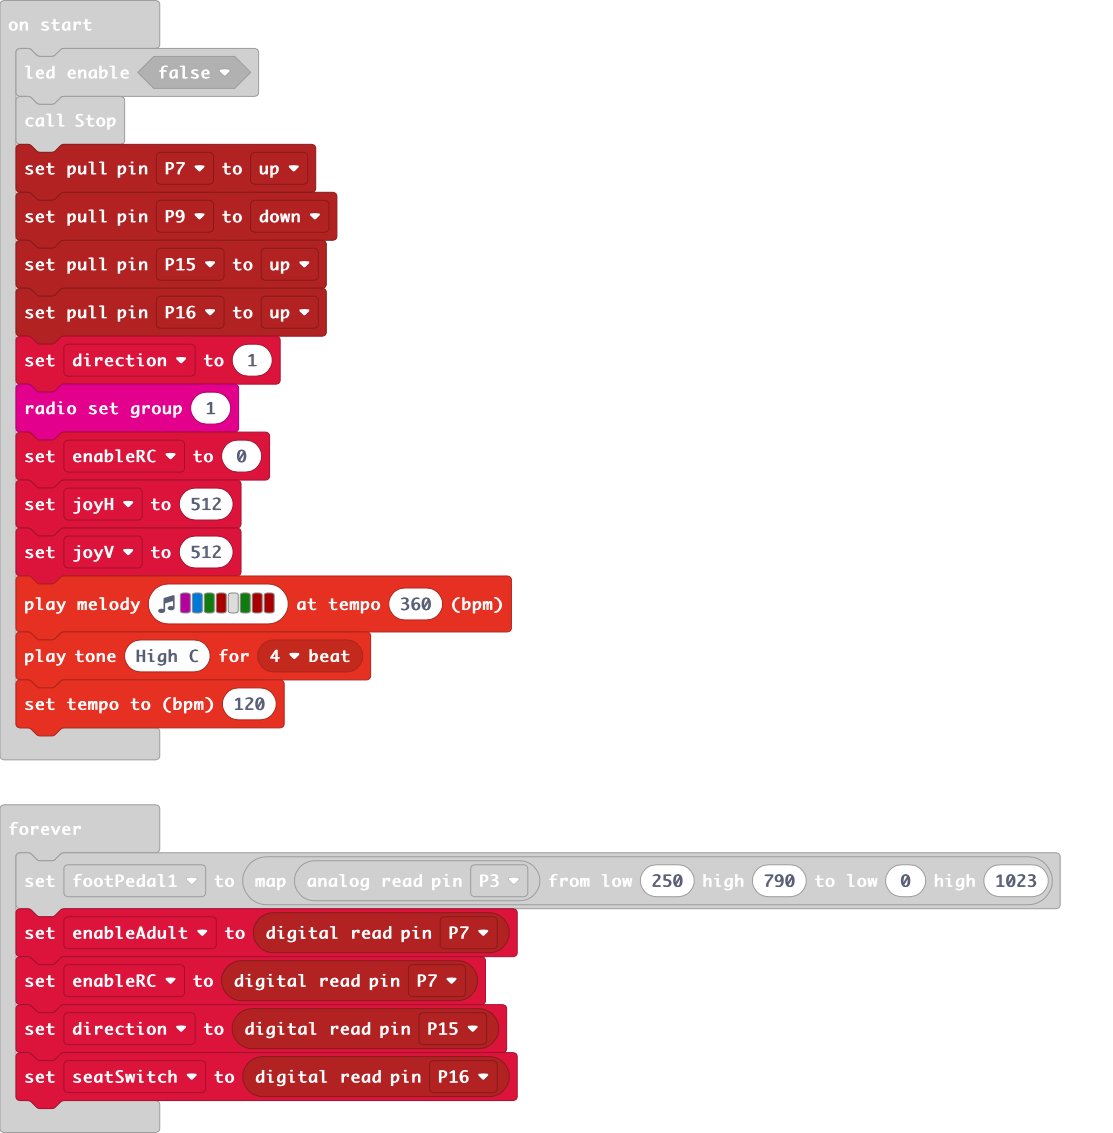 on start
led enable false
call Stop
set pull pin P7 to up
set pull pin P9 to down
set pull pin P15 to up
set pull pin P16 to up
set direction to 1
radio set group 1
set enableRC to 0
set joyH to 512
set joyV to 512
play melody at tempo 360 (bpm)
play tone High C for 4 beat
set tempo to (bpm) 120
forever
set footPedal1 to map analog read pin P3 from low 250 high 790 to low 0 high 1023
set enableAdult to digital read pin P7
set enableRC to digital read pin P7
set direction to digital read pin P15
set seatSwitch to digital read pin P16